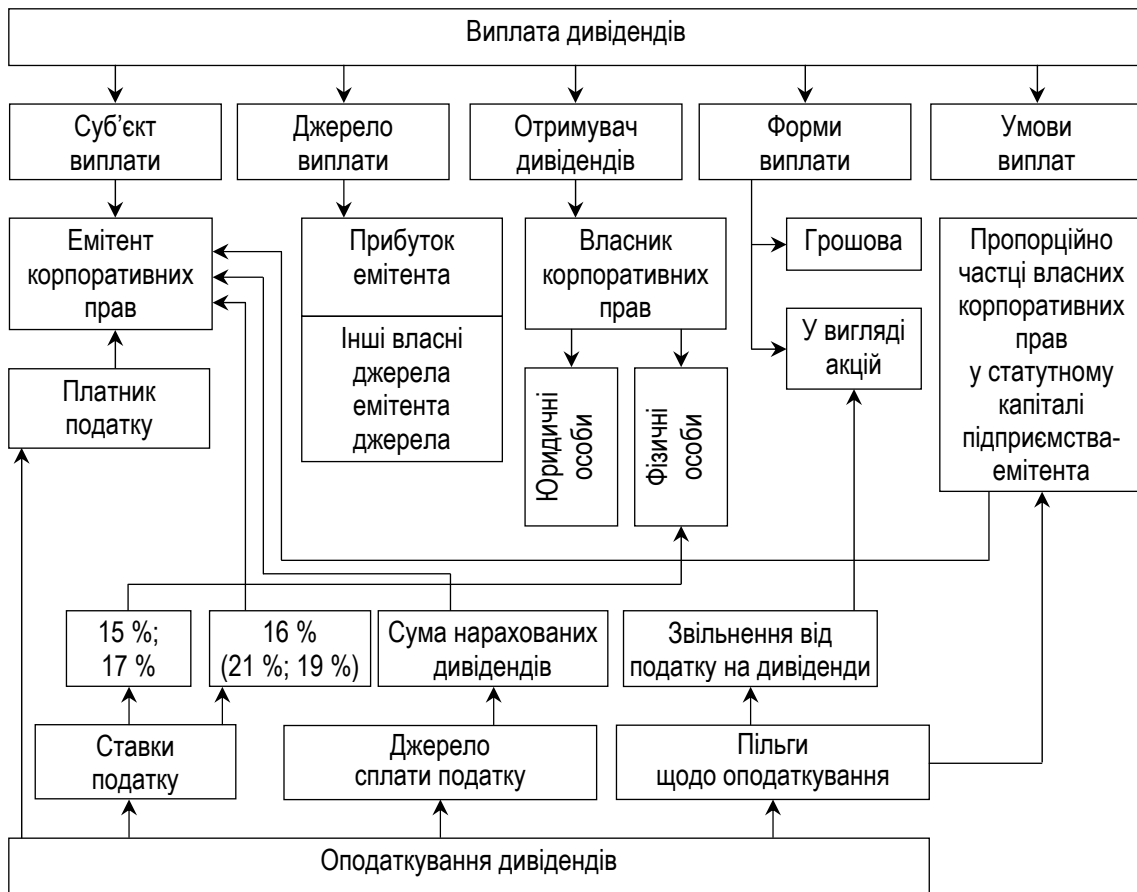 Виплата дивідендів
Суб’єкт
виплати
Джерело
виплати
Отримувач
дивідендів
Форми
виплати
Умови
виплат
Емітент
корпоративних
прав
Прибуток
емітента
Власник
корпоративних
прав
Грошова
Пропорційно
частці власних
корпоративних
прав
у статутному
капіталі
підприємства-
емітента
Інші власні
джерела
емітента
джерела
У вигляді
акцій
Платник
податку
Юридичні
особи
Фізичні
особи
15 %;
17 %
16 %
(21 %; 19 %)
Сума нарахованих
дивідендів
Звільнення від
податку на дивіденди
Ставки
податку
Джерело
сплати податку
Пільги
щодо оподаткування
Оподаткування дивідендів